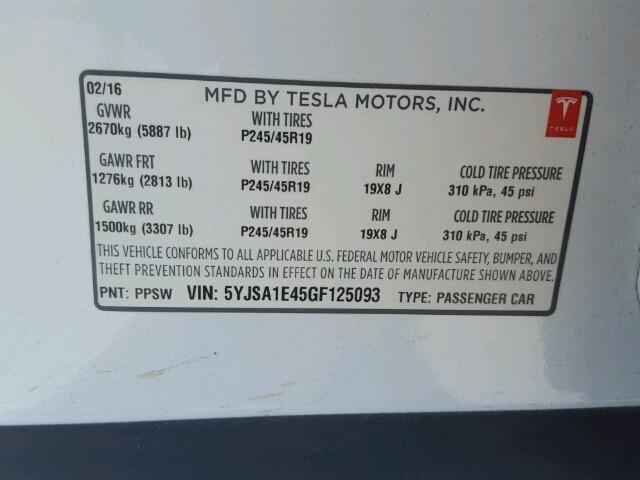 02/16 MFD BY TESLA MOTORS, INC.
GVWR WITH TIRES
2670kg (5887 lb) P245/45R19
TESLA
GAWR FRT WITH TIRES RIM COLD TIRE PRESSURE
1276kg (2813 lb) P245/45R19 19X8 J 310 kPa, 45 psi
GAWR RR WITH TIRES RIM COLD TIRE PRESSURE
1500kg (3307 lb) P245/45R19 19X8 J 310 kPa, 45 psi
THIS VEHICLE CONFORMS TO ALL APPLICABLE U.S. FEDERAL MOTOR VEHICLE SAFETY, BUMPER, AND
THEFT PREVENTION STANDARDS IN EFFECT ON THE DATE OF MANUFACTURE SHOWN ABOVE.
PNT: PPSW VIN: 5YJSA1E45GF125093 TYPE: PASSENGER CAR